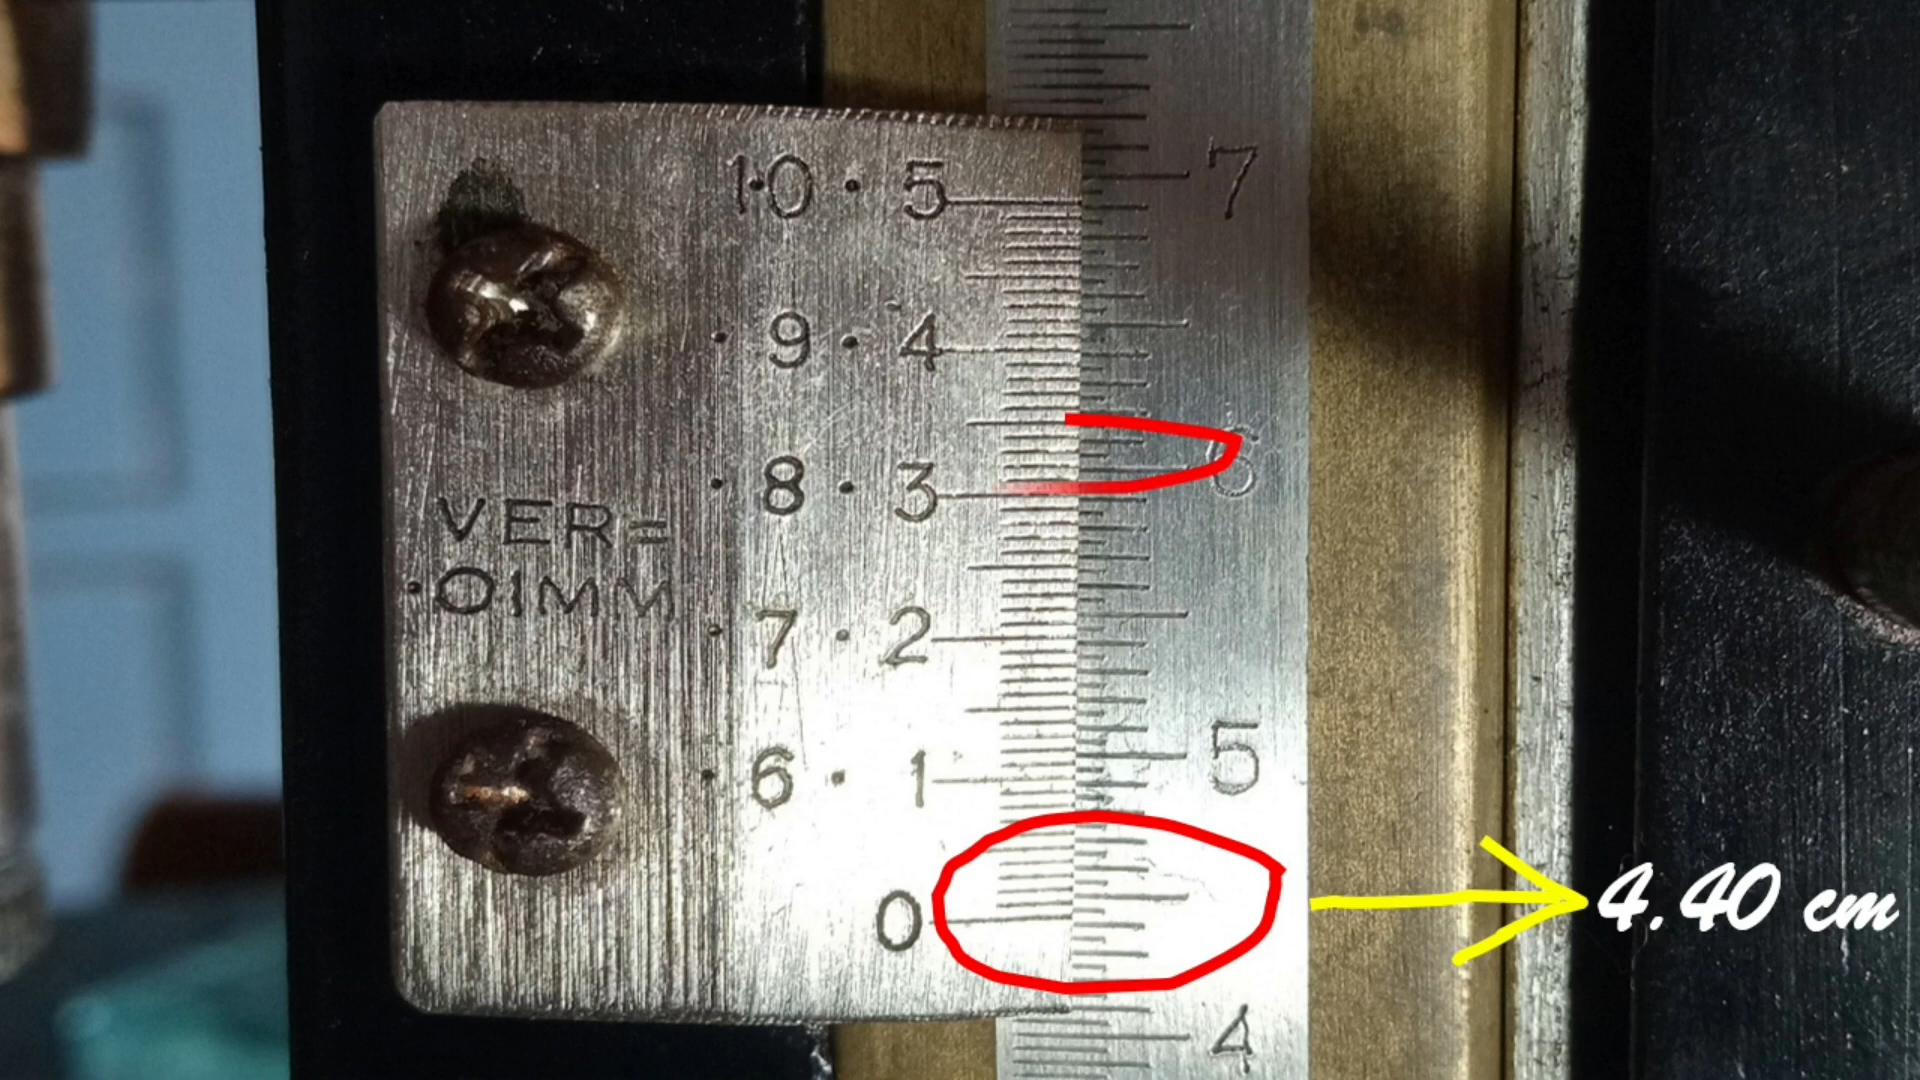 10 · 5
7
· 9 · 4
6
· 8 · 3
VER=
·01MM
· 7 · 2
5
· 6 · 1
4.40 cm
0
4